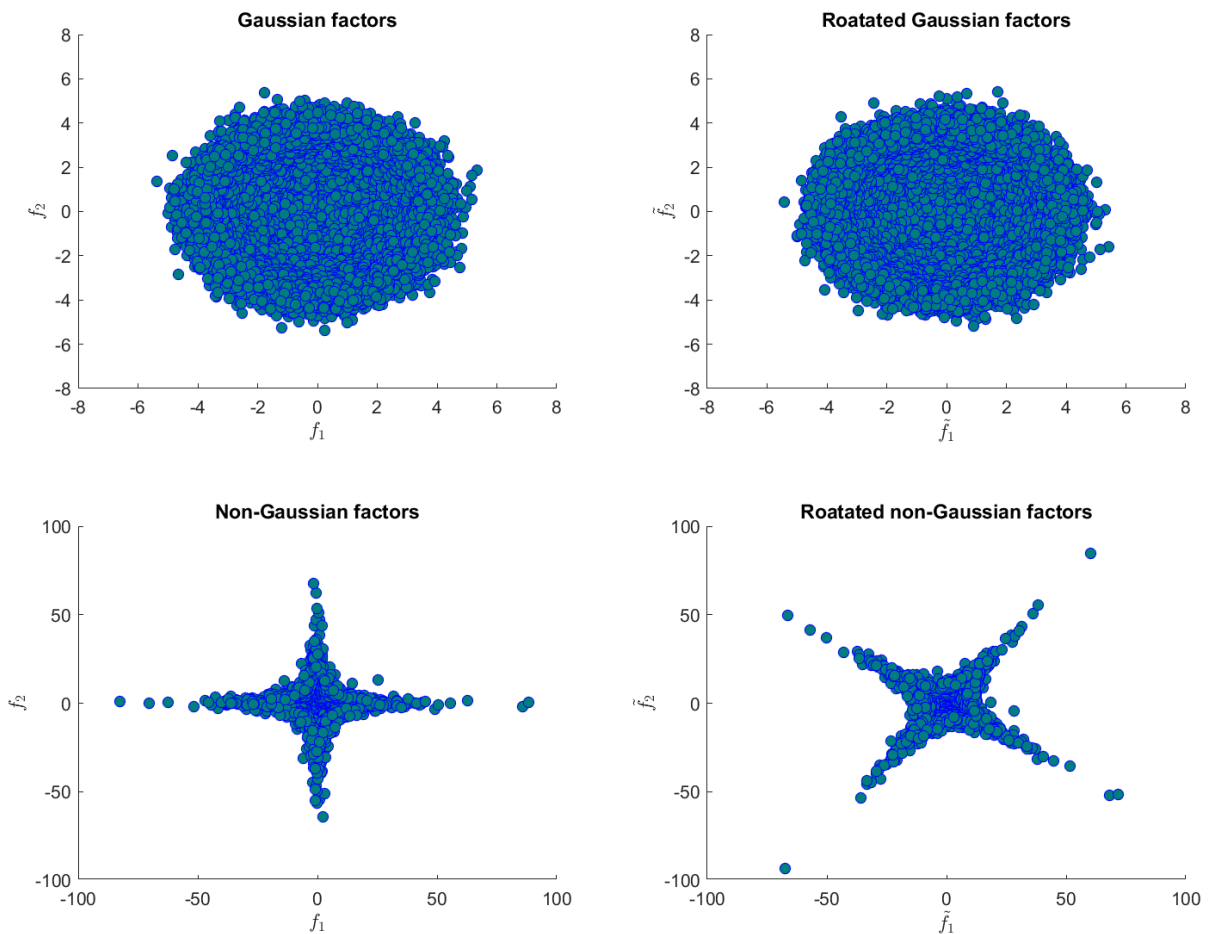 Gaussian factors
8
6
4
2
0
-2
-4
-6
-8
f₂
-8 -6 -4 -2 0 2 4 6 8
f₁
Roatated Gaussian factors
8
6
4
2
0
-2
-4
-6
-8
f̃₂
-8 -6 -4 -2 0 2 4 6 8
f̃₁
Non-Gaussian factors
100
50
0
-50
-100
f₂
-100 -50 0 50 100
f₁
Roatated non-Gaussian factors
100
50
0
-50
-100
f̃₂
-100 -50 0 50 100
f̃₁